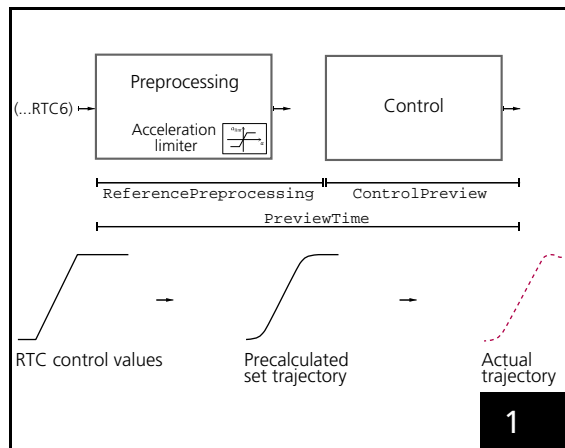 Preprocessing
(...RTC6)
Control
Acceleration
limiter
a
ReferencePreprocessing
ControlPreview
PreviewTime
RTC control values
Precalculated
set trajectory
Actual
trajectory
1